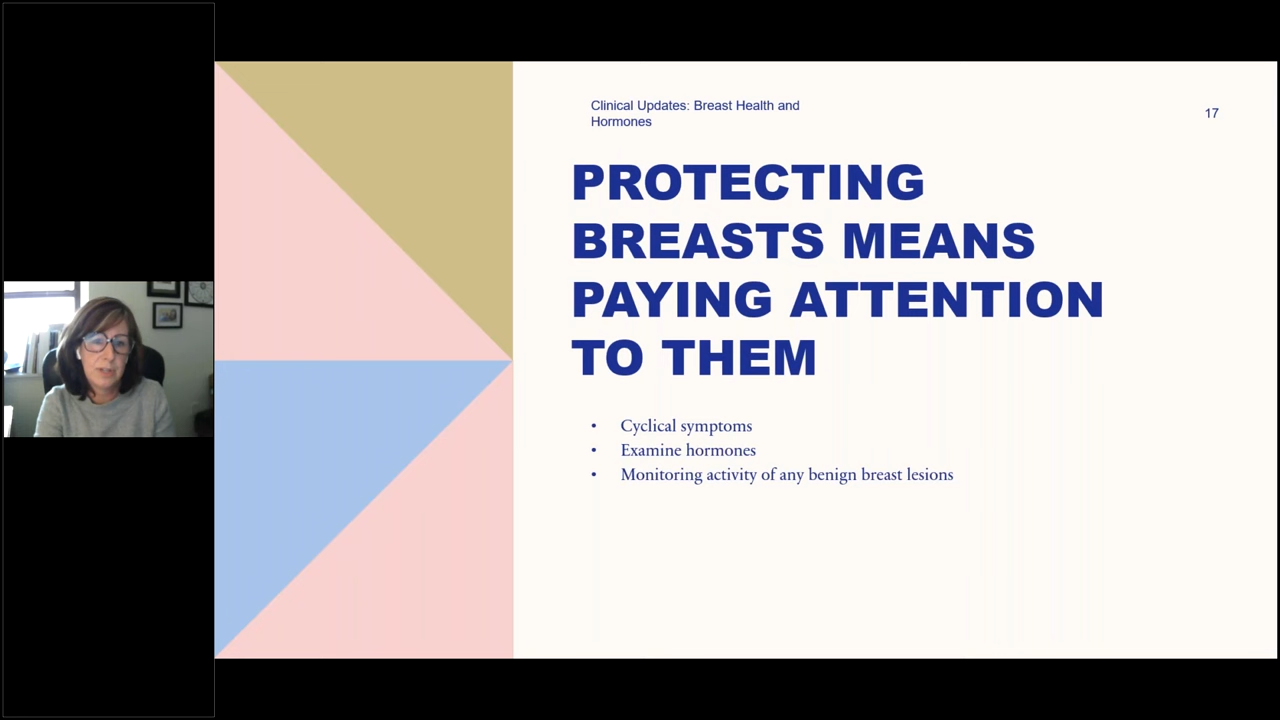 Clinical Updates: Breast Health and
Hormones
17
PROTECTING
BREASTS MEANS
PAYING ATTENTION
TO THEM
• Cyclical symptoms
• Examine hormones
• Monitoring activity of any benign breast lesions